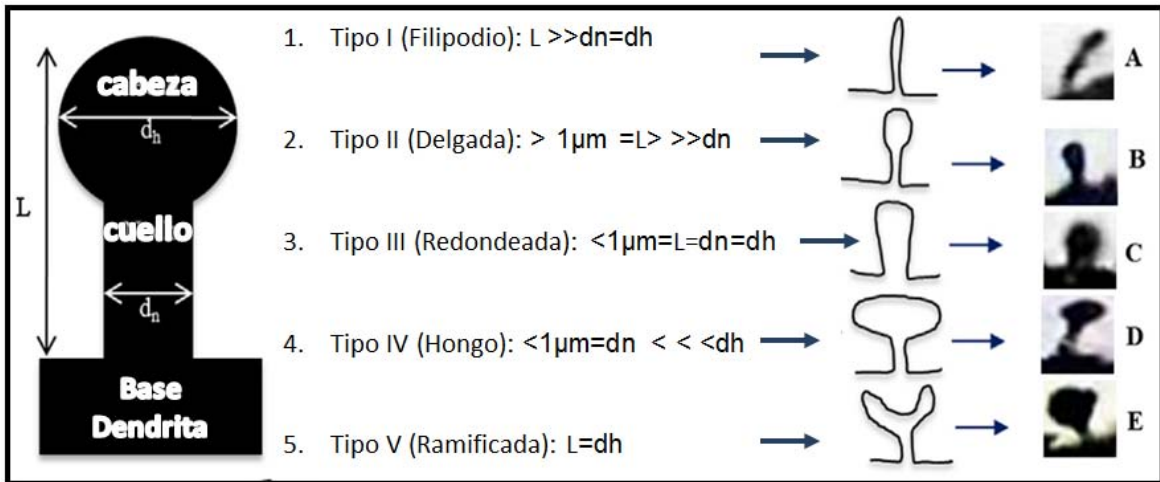 cabeza
dh
L
cuello
dn
Base
Dendrita
1. Tipo I (Filipodio): L >>dn=dh
A
2. Tipo II (Delgada): > 1µm =L> >>dn
B
3. Tipo III (Redondeada): <1µm=L=dn=dh
C
4. Tipo IV (Hongo): <1µm=dn < < <dh
D
5. Tipo V (Ramificada): L=dh
E